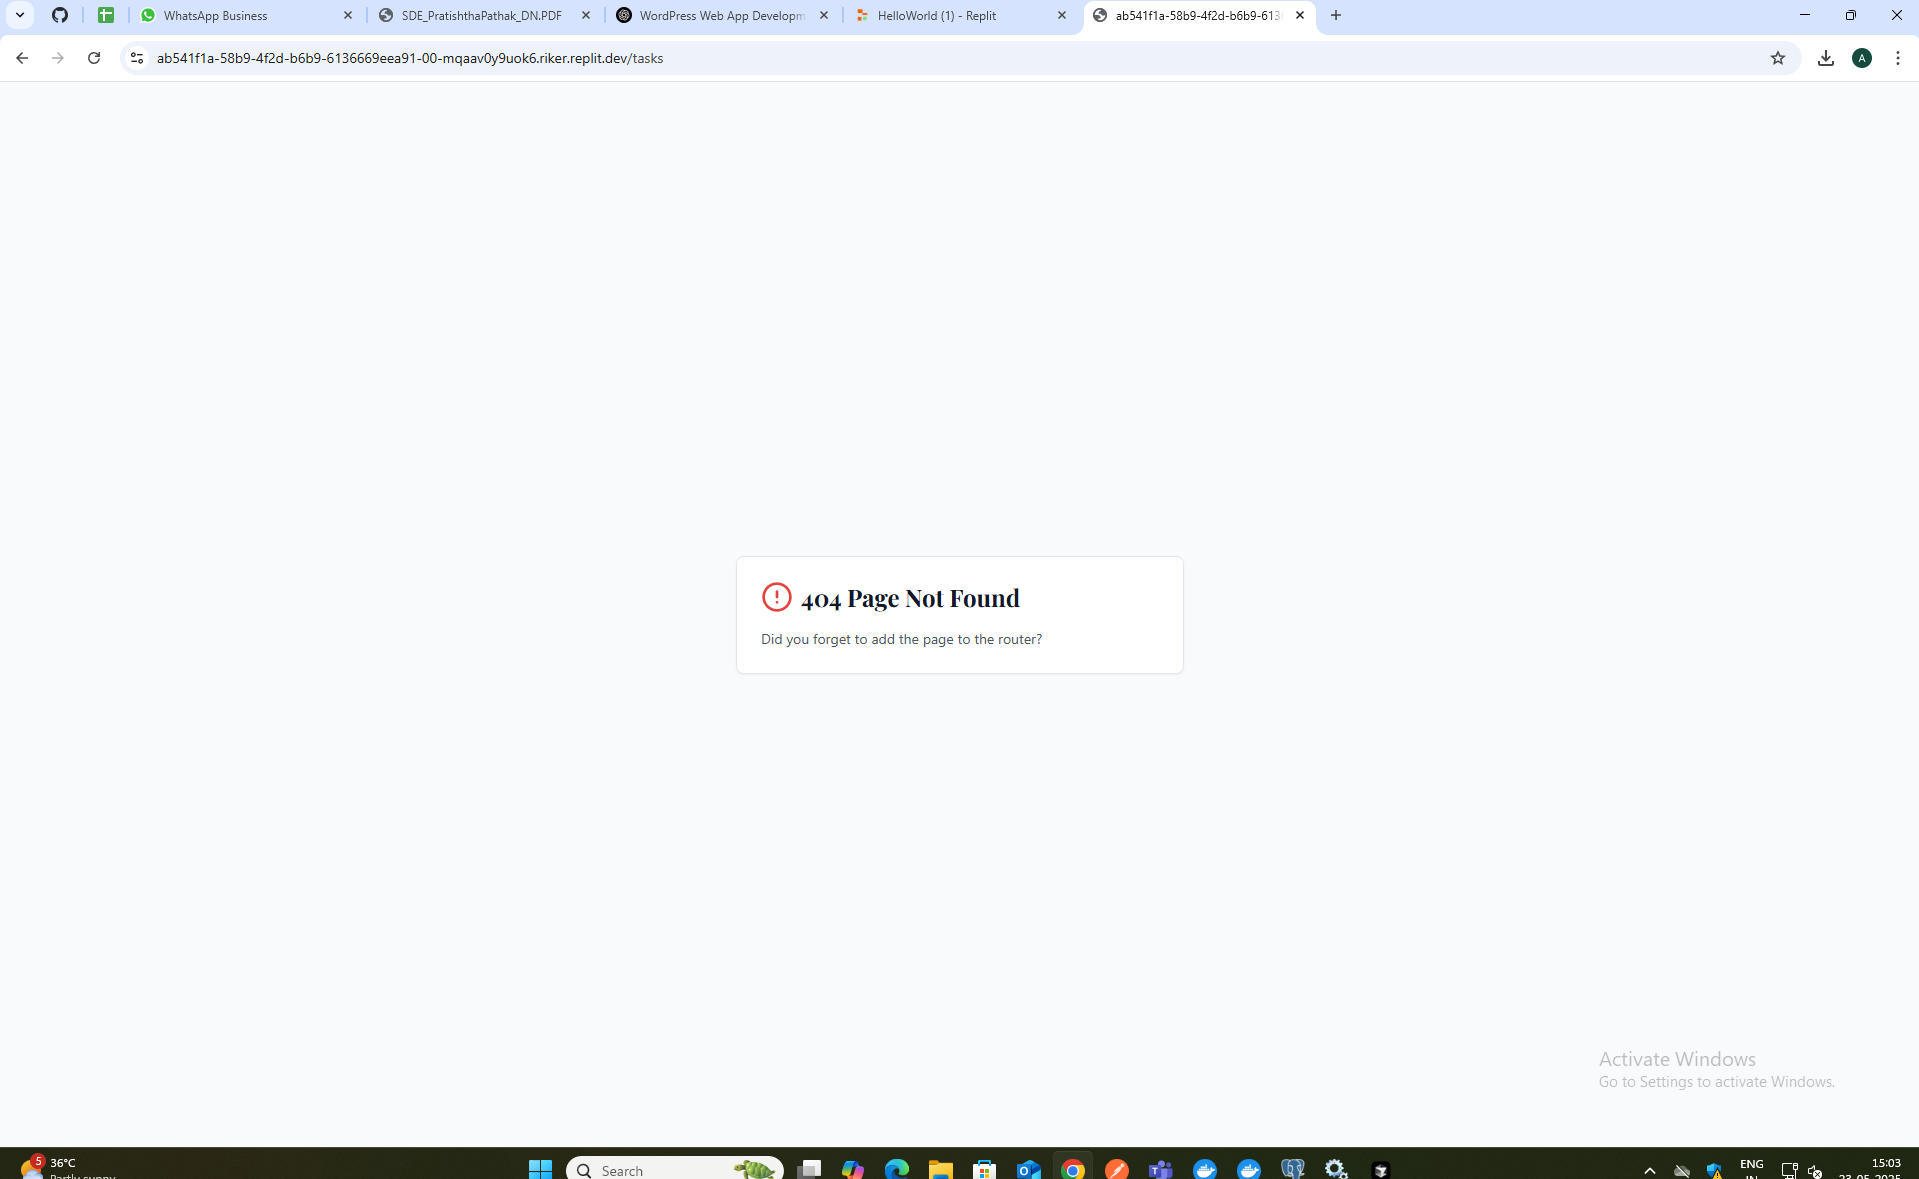 WhatsApp Business
SDE_PratishthaPathak_DN.PDF
WordPress Web App Developm
HelloWorld (1) - Replit
ab541f1a-58b9-4f2d-b6b9-613
ab541f1a-58b9-4f2d-b6b9-6136669eea91-00-mqaav0y9uok6.riker.replit.dev/tasks
A
404 Page Not Found
Did you forget to add the page to the router?
Activate Windows
Go to Settings to activate Windows.
5
36°C
Partly sunny
Search
ENG
IN
15:03
23-05-2025